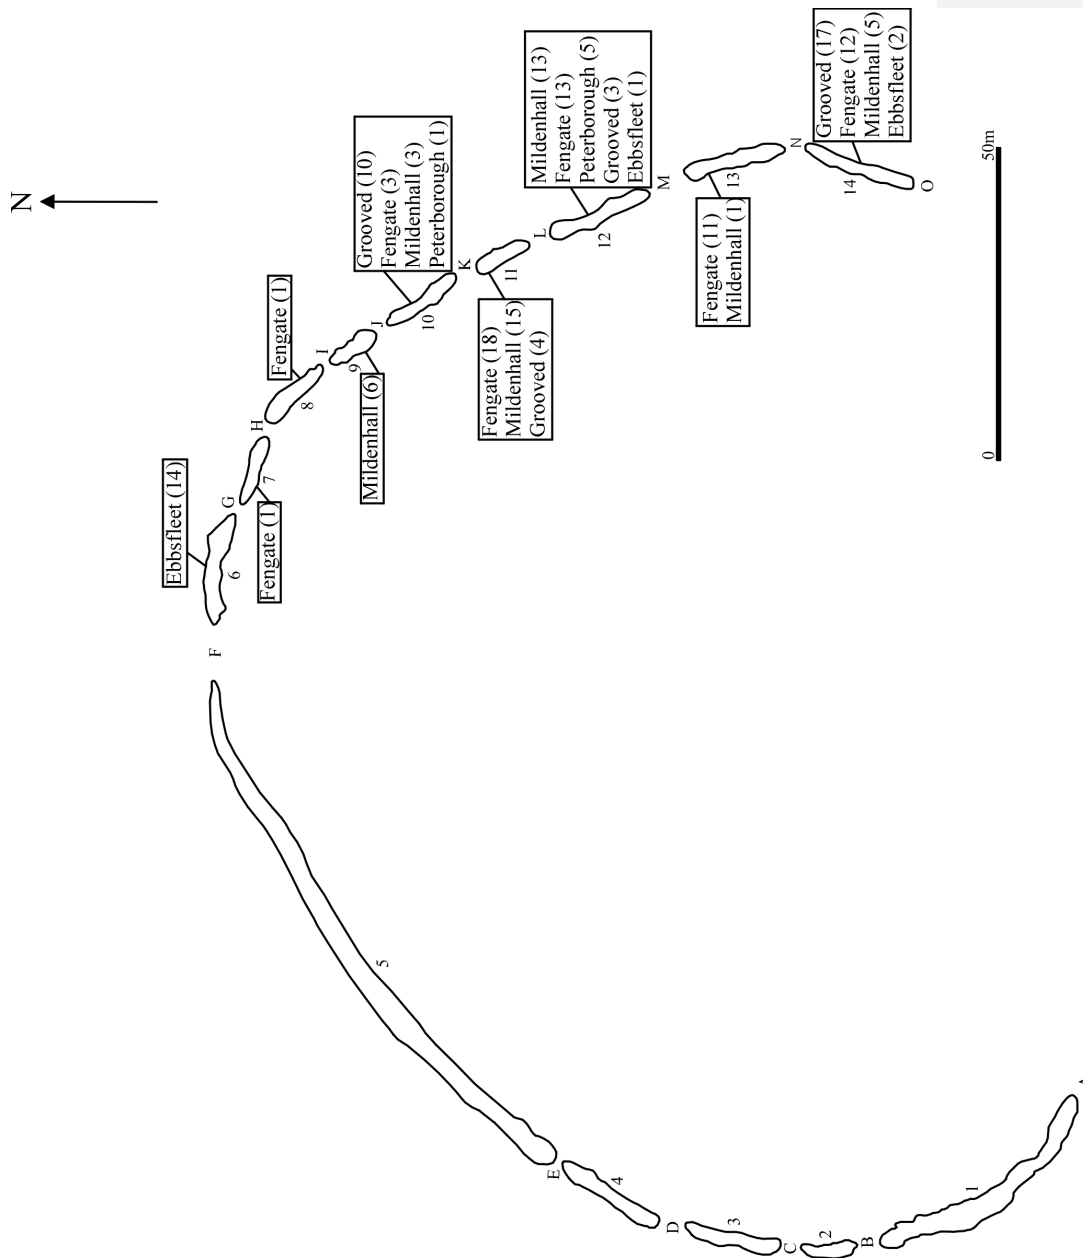 N
Ebbsfleet (14)
Fengate (1)
Fengate (1)
Mildenhall (6)
Grooved (10)
Fengate (3)
Mildenhall (3)
Peterborough (1)
Fengate (18)
Mildenhall (15)
Grooved (4)
Mildenhall (13)
Fengate (13)
Peterborough (5)
Grooved (3)
Ebbsfleet (1)
Fengate (11)
Mildenhall (1)
Grooved (17)
Fengate (12)
Mildenhall (5)
Ebbsfleet (2)
1
B
2
C
3
D
4
E
5
F
6
G
7
H
8
I
9
J
10
K
11
L
12
M
13
N
14
O
0
50m